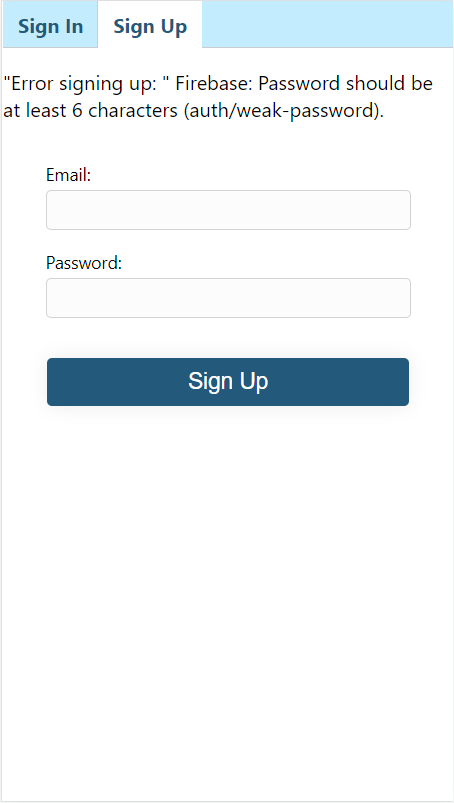 Sign In
Sign Up
"Error signing up: " Firebase: Password should be
at least 6 characters (auth/weak-password).
Email:
Password:
Sign Up